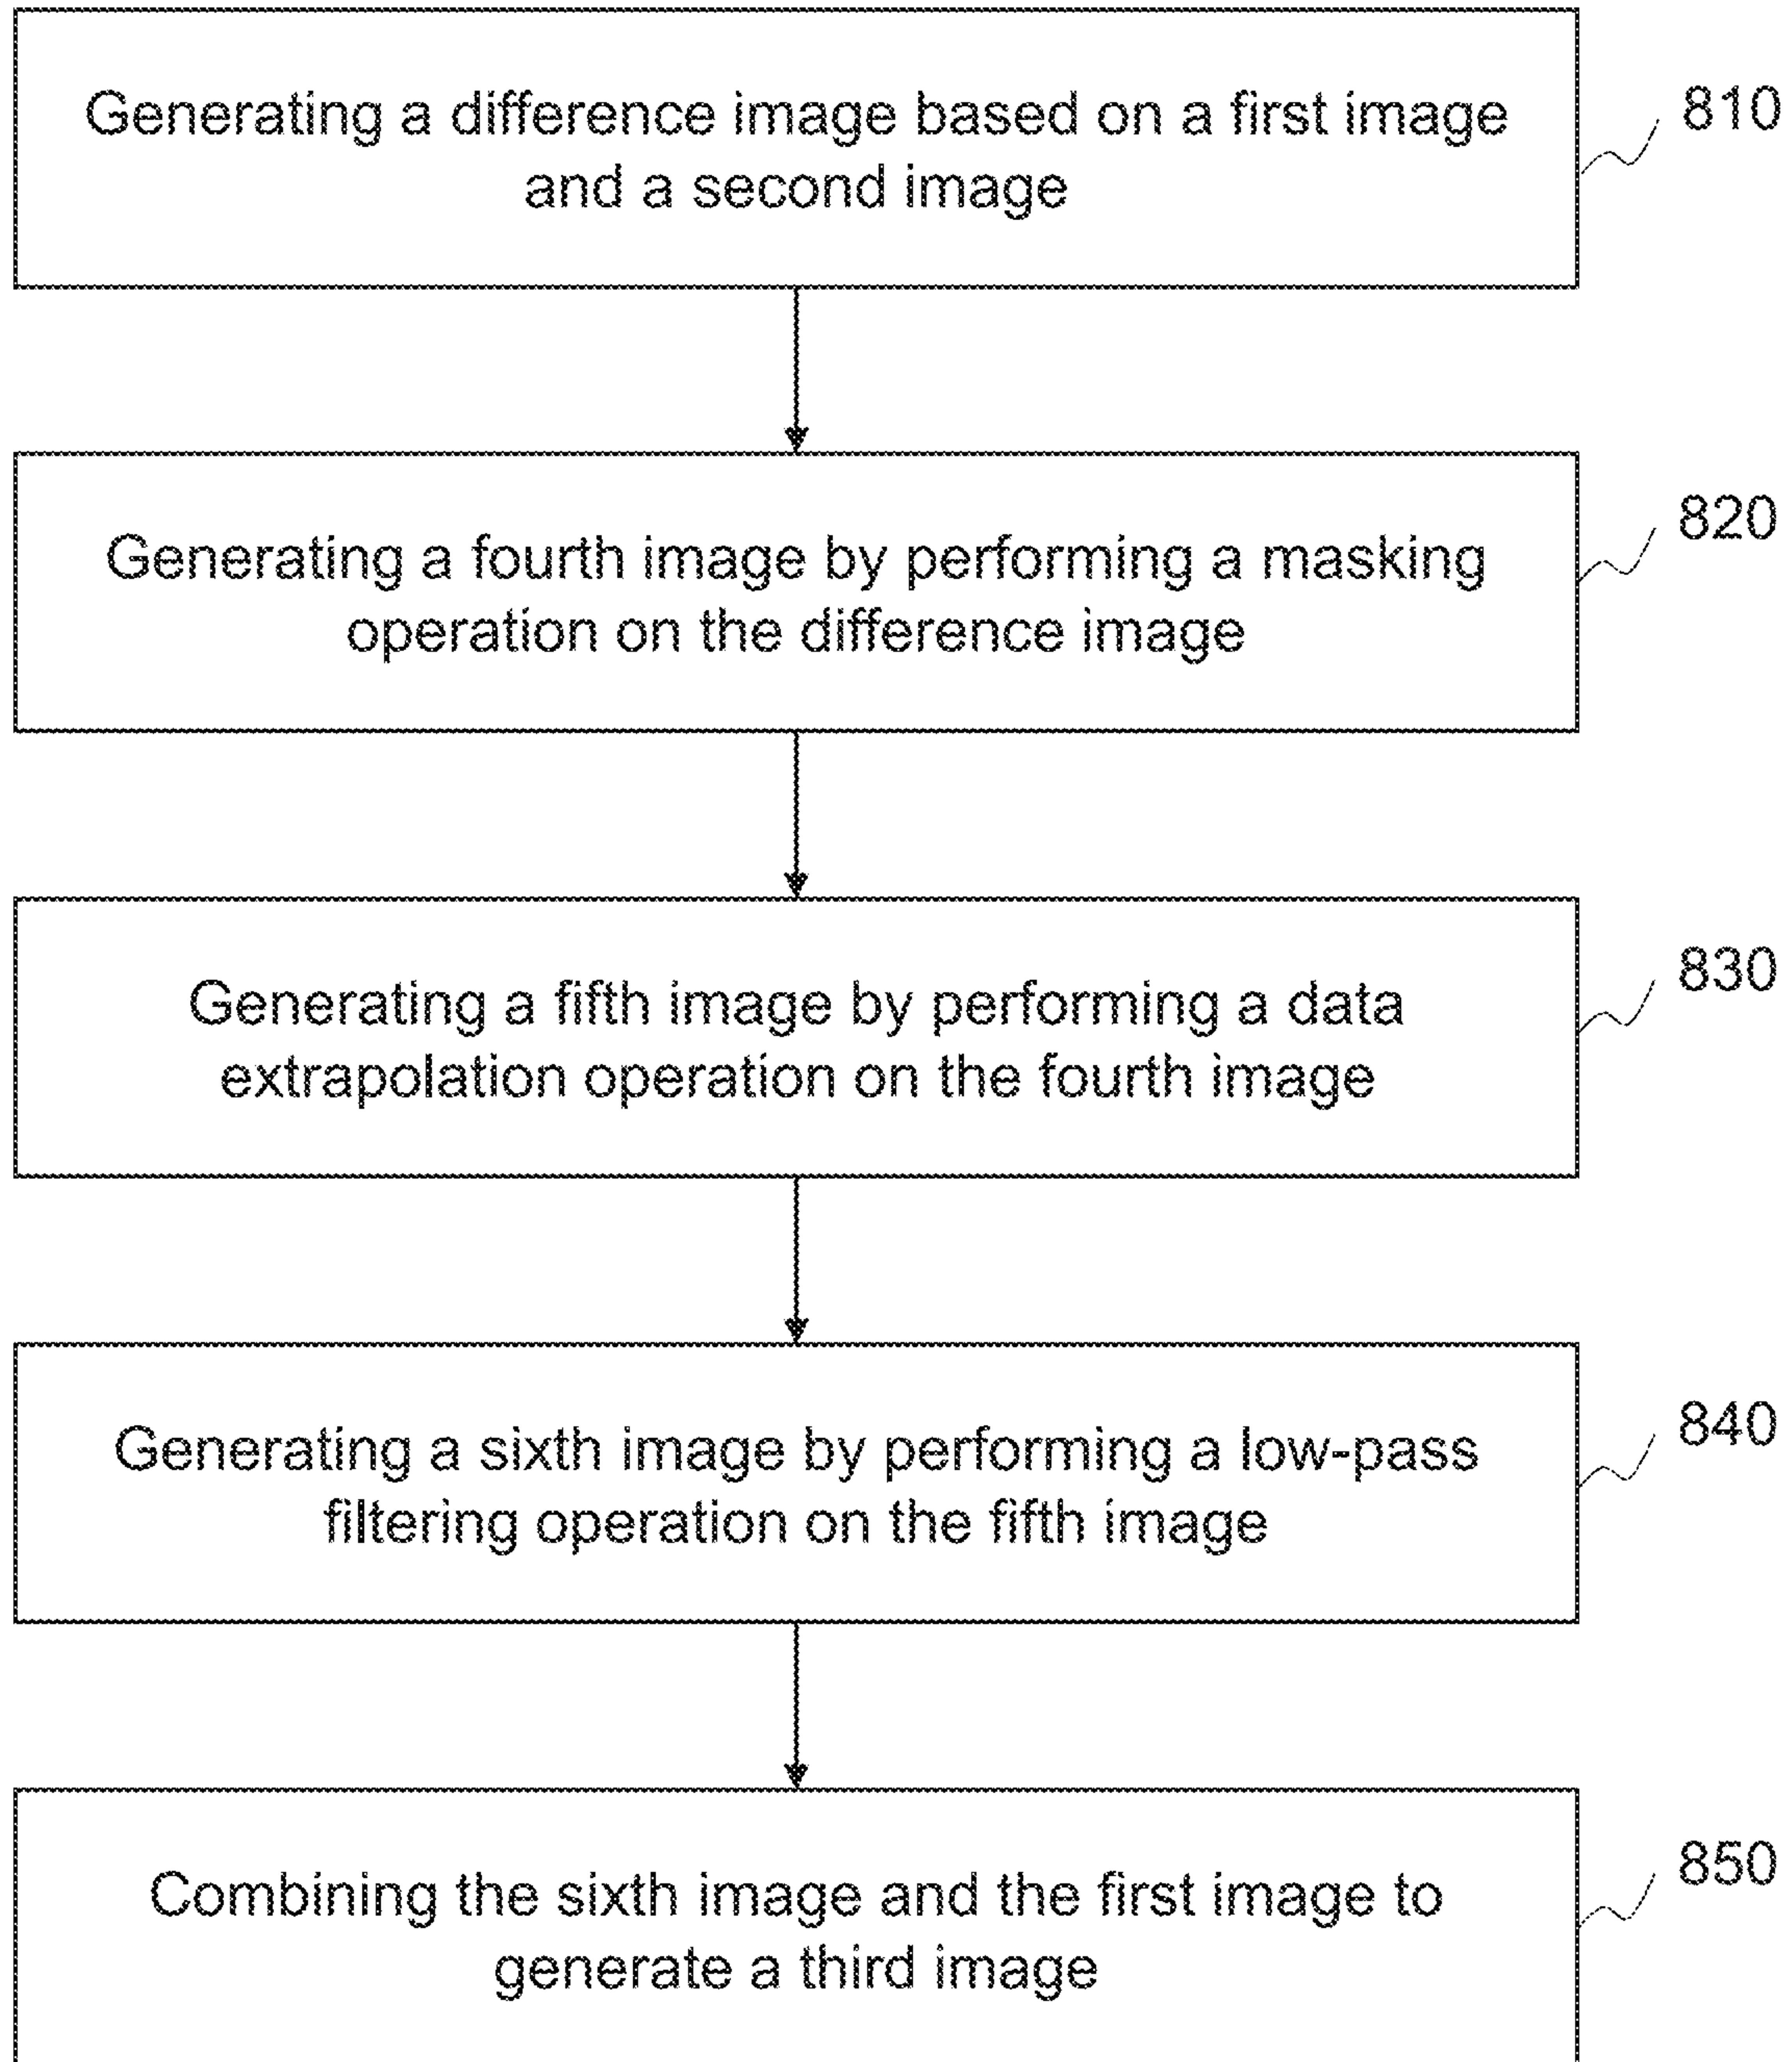 Generating a difference image based on a first image
and a second image
810
Generating a fourth image by performing a masking
operation on the difference image
820
Generating a fifth image by performing a data
extrapolation operation on the fourth image
830
Generating a sixth image by performing a low-pass
filtering operation on the fifth image
840
Combining the sixth image and the first image to
generate a third image
850